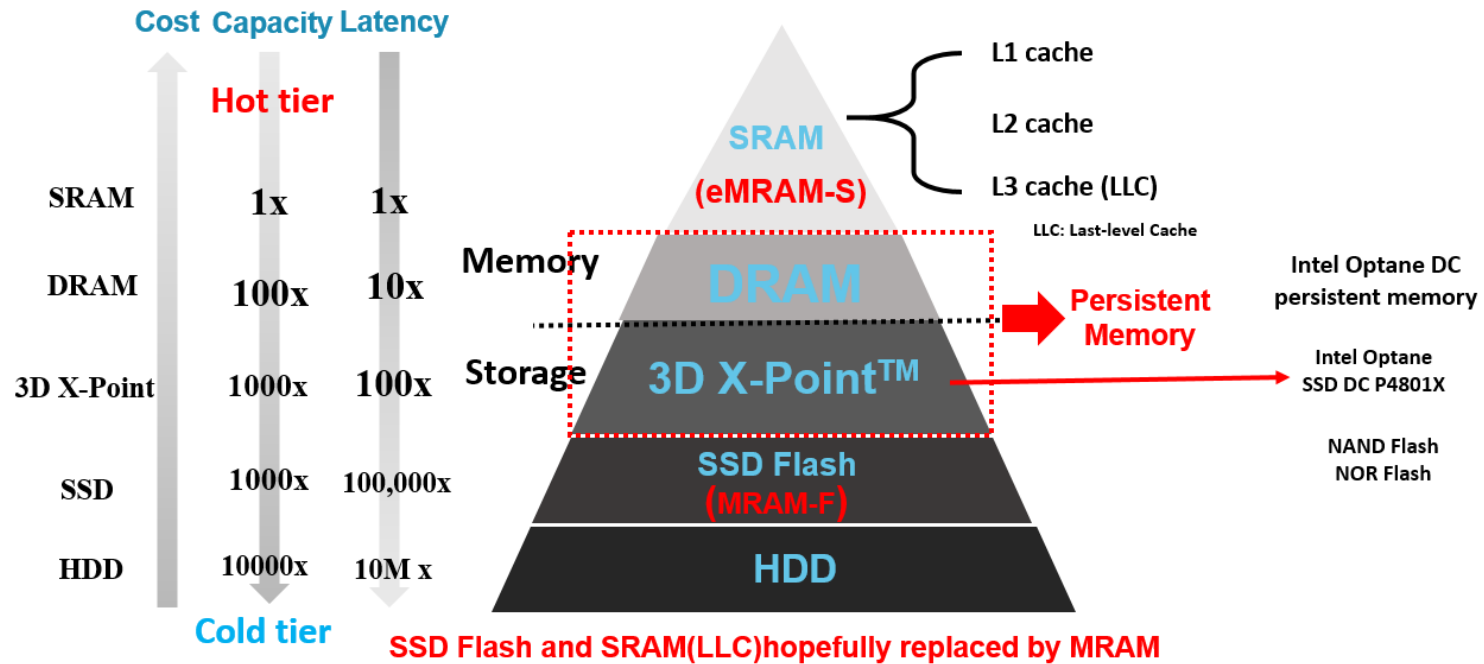 Cost Capacity Latency
Hot tier
SRAM 1x 1x
DRAM 100x 10x
3D X-Point 1000x 100x
SSD 1000x 100,000x
HDD 10000x 10M x
Cold tier
Memory
Storage
SRAM
(eMRAM-S)
DRAM
3D X-Point™
SSD Flash
(MRAM-F)
HDD
L1 cache
L2 cache
L3 cache (LLC)
LLC: Last-level Cache
Persistent
Memory
Intel Optane DC
persistent memory
Intel Optane
SSD DC P4801X
NAND Flash
NOR Flash
SSD Flash and SRAM(LLC)hopefully replaced by MRAM